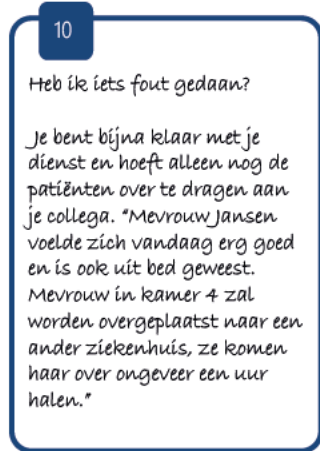 10
Heb ik iets fout gedaan?
Je bent bijna klaar met je
dienst en hoeft alleen nog de
patiënten over te dragen aan
je collega. "Mevrouw Jansen
voelde zich vandaag erg goed
en is ook uit bed geweest.
Mevrouw in kamer 4 zal
worden overgeplaatst naar een
ander ziekenhuis, ze komen
haar over ongeveer een uur
halen."